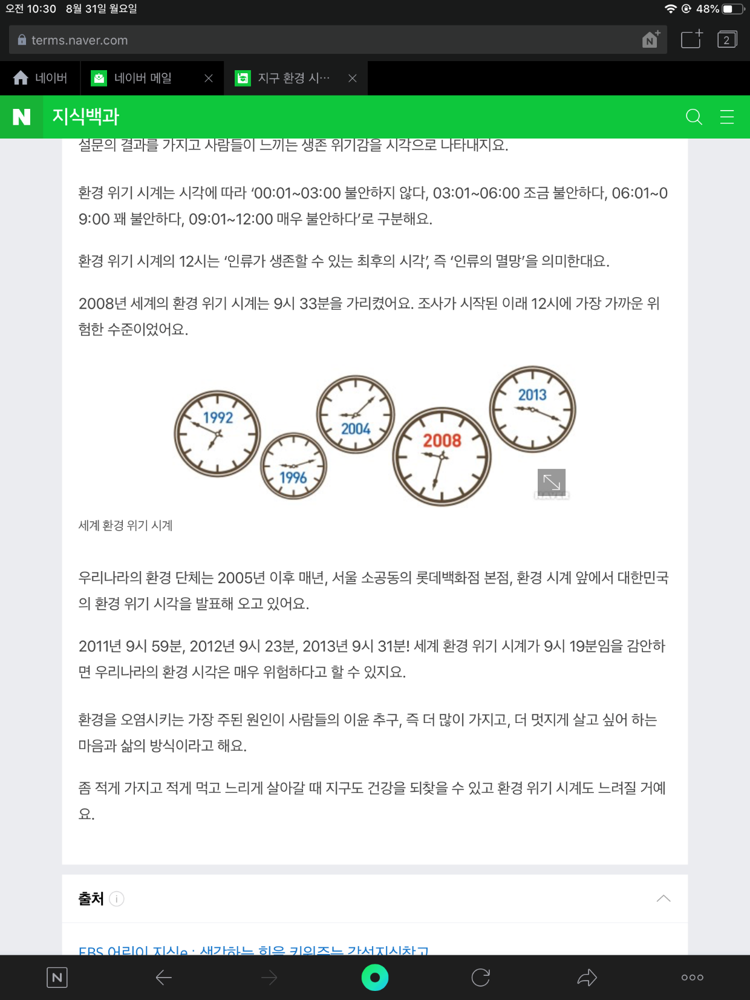 오전 10:30 8월 31일 월요일
48%
terms.naver.com
N
2
네이버
네이버 메일
지구 환경 시…
N 지식백과
설문의 결과를 가지고 사람들이 느끼는 생존 위기감을 시각으로 나타내지요.
환경 위기 시계는 시각에 따라 ‘00:01~03:00 불안하지 않다, 03:01~06:00 조금 불안하다, 06:01~0
9:00 꽤 불안하다, 09:01~12:00 매우 불안하다’로 구분해요.
환경 위기 시계의 12시는 ‘인류가 생존할 수 있는 최후의 시각’, 즉 ‘인류의 멸망’을 의미한대요.
2008년 세계의 환경 위기 시계는 9시 33분을 가리켰어요. 조사가 시작된 이래 12시에 가장 가까운 위
험한 수준이었어요.
1992
1996
2004
2008
2013
NAVER
세계 환경 위기 시계
우리나라의 환경 단체는 2005년 이후 매년, 서울 소공동의 롯데백화점 본점, 환경 시계 앞에서 대한민국
의 환경 위기 시각을 발표해 오고 있어요.
2011년 9시 59분, 2012년 9시 23분, 2013년 9시 31분! 세계 환경 위기 시계가 9시 19분임을 감안하
면 우리나라의 환경 시각은 매우 위험하다고 할 수 있지요.
환경을 오염시키는 가장 주된 원인이 사람들의 이윤 추구, 즉 더 많이 가지고, 더 멋지게 살고 싶어 하는
마음과 삶의 방식이라고 해요.
좀 적게 가지고 적게 먹고 느리게 살아갈 때 지구도 건강을 되찾을 수 있고 환경 위기 시계도 느려질 거예
요.
출처
EBS 어린이 지식e : 생각하는 힘을 키워주는 감성지식창고
N